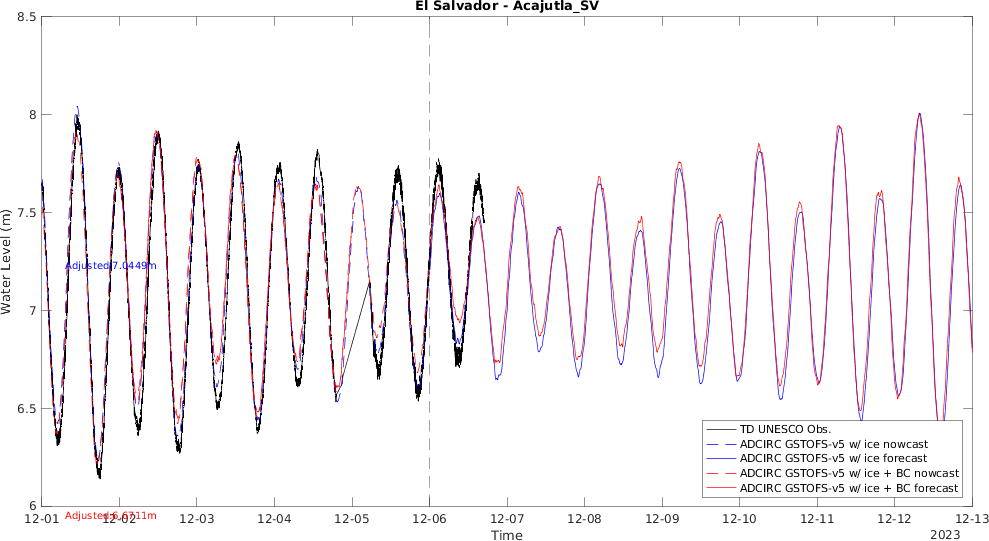 El Salvador - Acajutla_SV
8.5
8
7.5
7
6.5
6
Water Level (m)
Adjusted 7.0449m
Adjusted 6.6711m
TD UNESCO Obs.
ADCIRC GSTOFS-v5 w/ ice nowcast
ADCIRC GSTOFS-v5 w/ ice forecast
ADCIRC GSTOFS-v5 w/ ice + BC nowcast
ADCIRC GSTOFS-v5 w/ ice + BC forecast
12-01 12-02 12-03 12-04 12-05 12-06 12-07 12-08 12-09 12-10 12-11 12-12 12-13
Time
2023